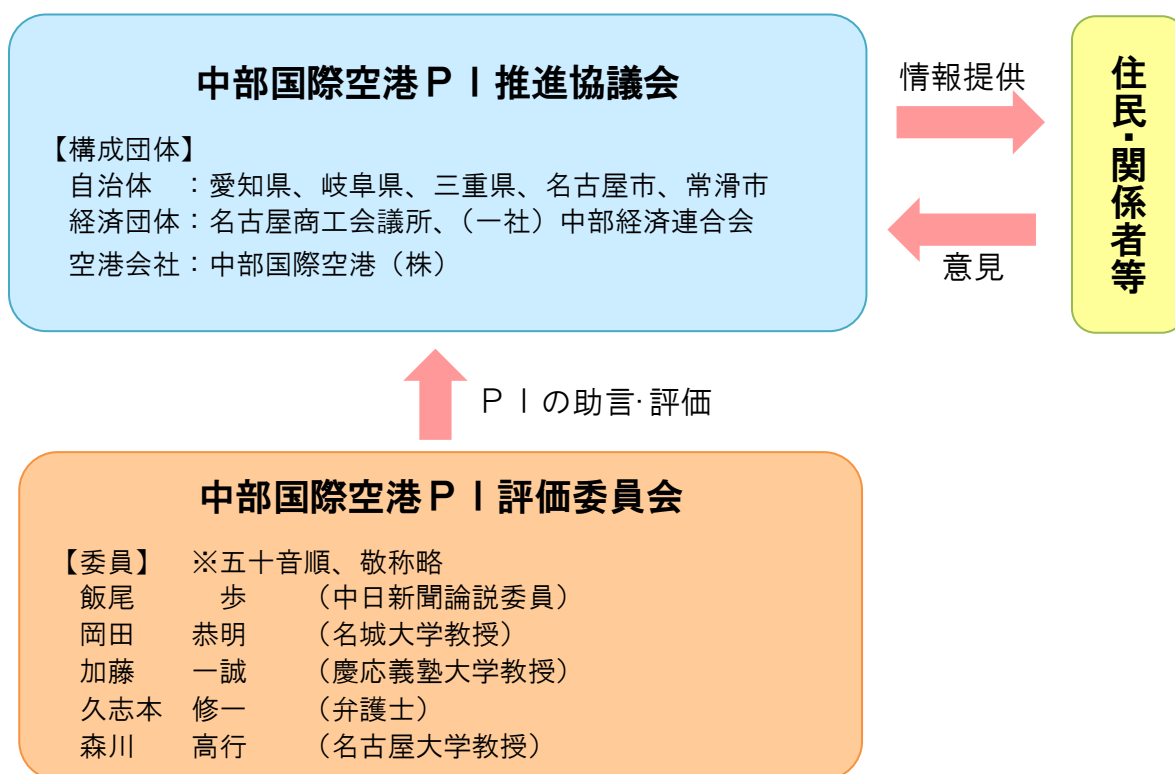 中部国際空港ＰＩ推進協議会
【構成団体】
自治体　：愛知県、岐阜県、三重県、名古屋市、常滑市
経済団体：名古屋商工会議所、（一社）中部経済連合会
空港会社：中部国際空港（株）
情報提供
意見
住民・関係者等
ＰＩの助言·評価
中部国際空港ＰＩ評価委員会
【委員】　※五十音順、敬称略
飯尾　　歩　（中日新聞論説委員）
岡田　恭明　（名城大学教授）
加藤　一誠　（慶応義塾大学教授）
久志本　修一　（弁護士）
森川　高行　（名古屋大学教授）